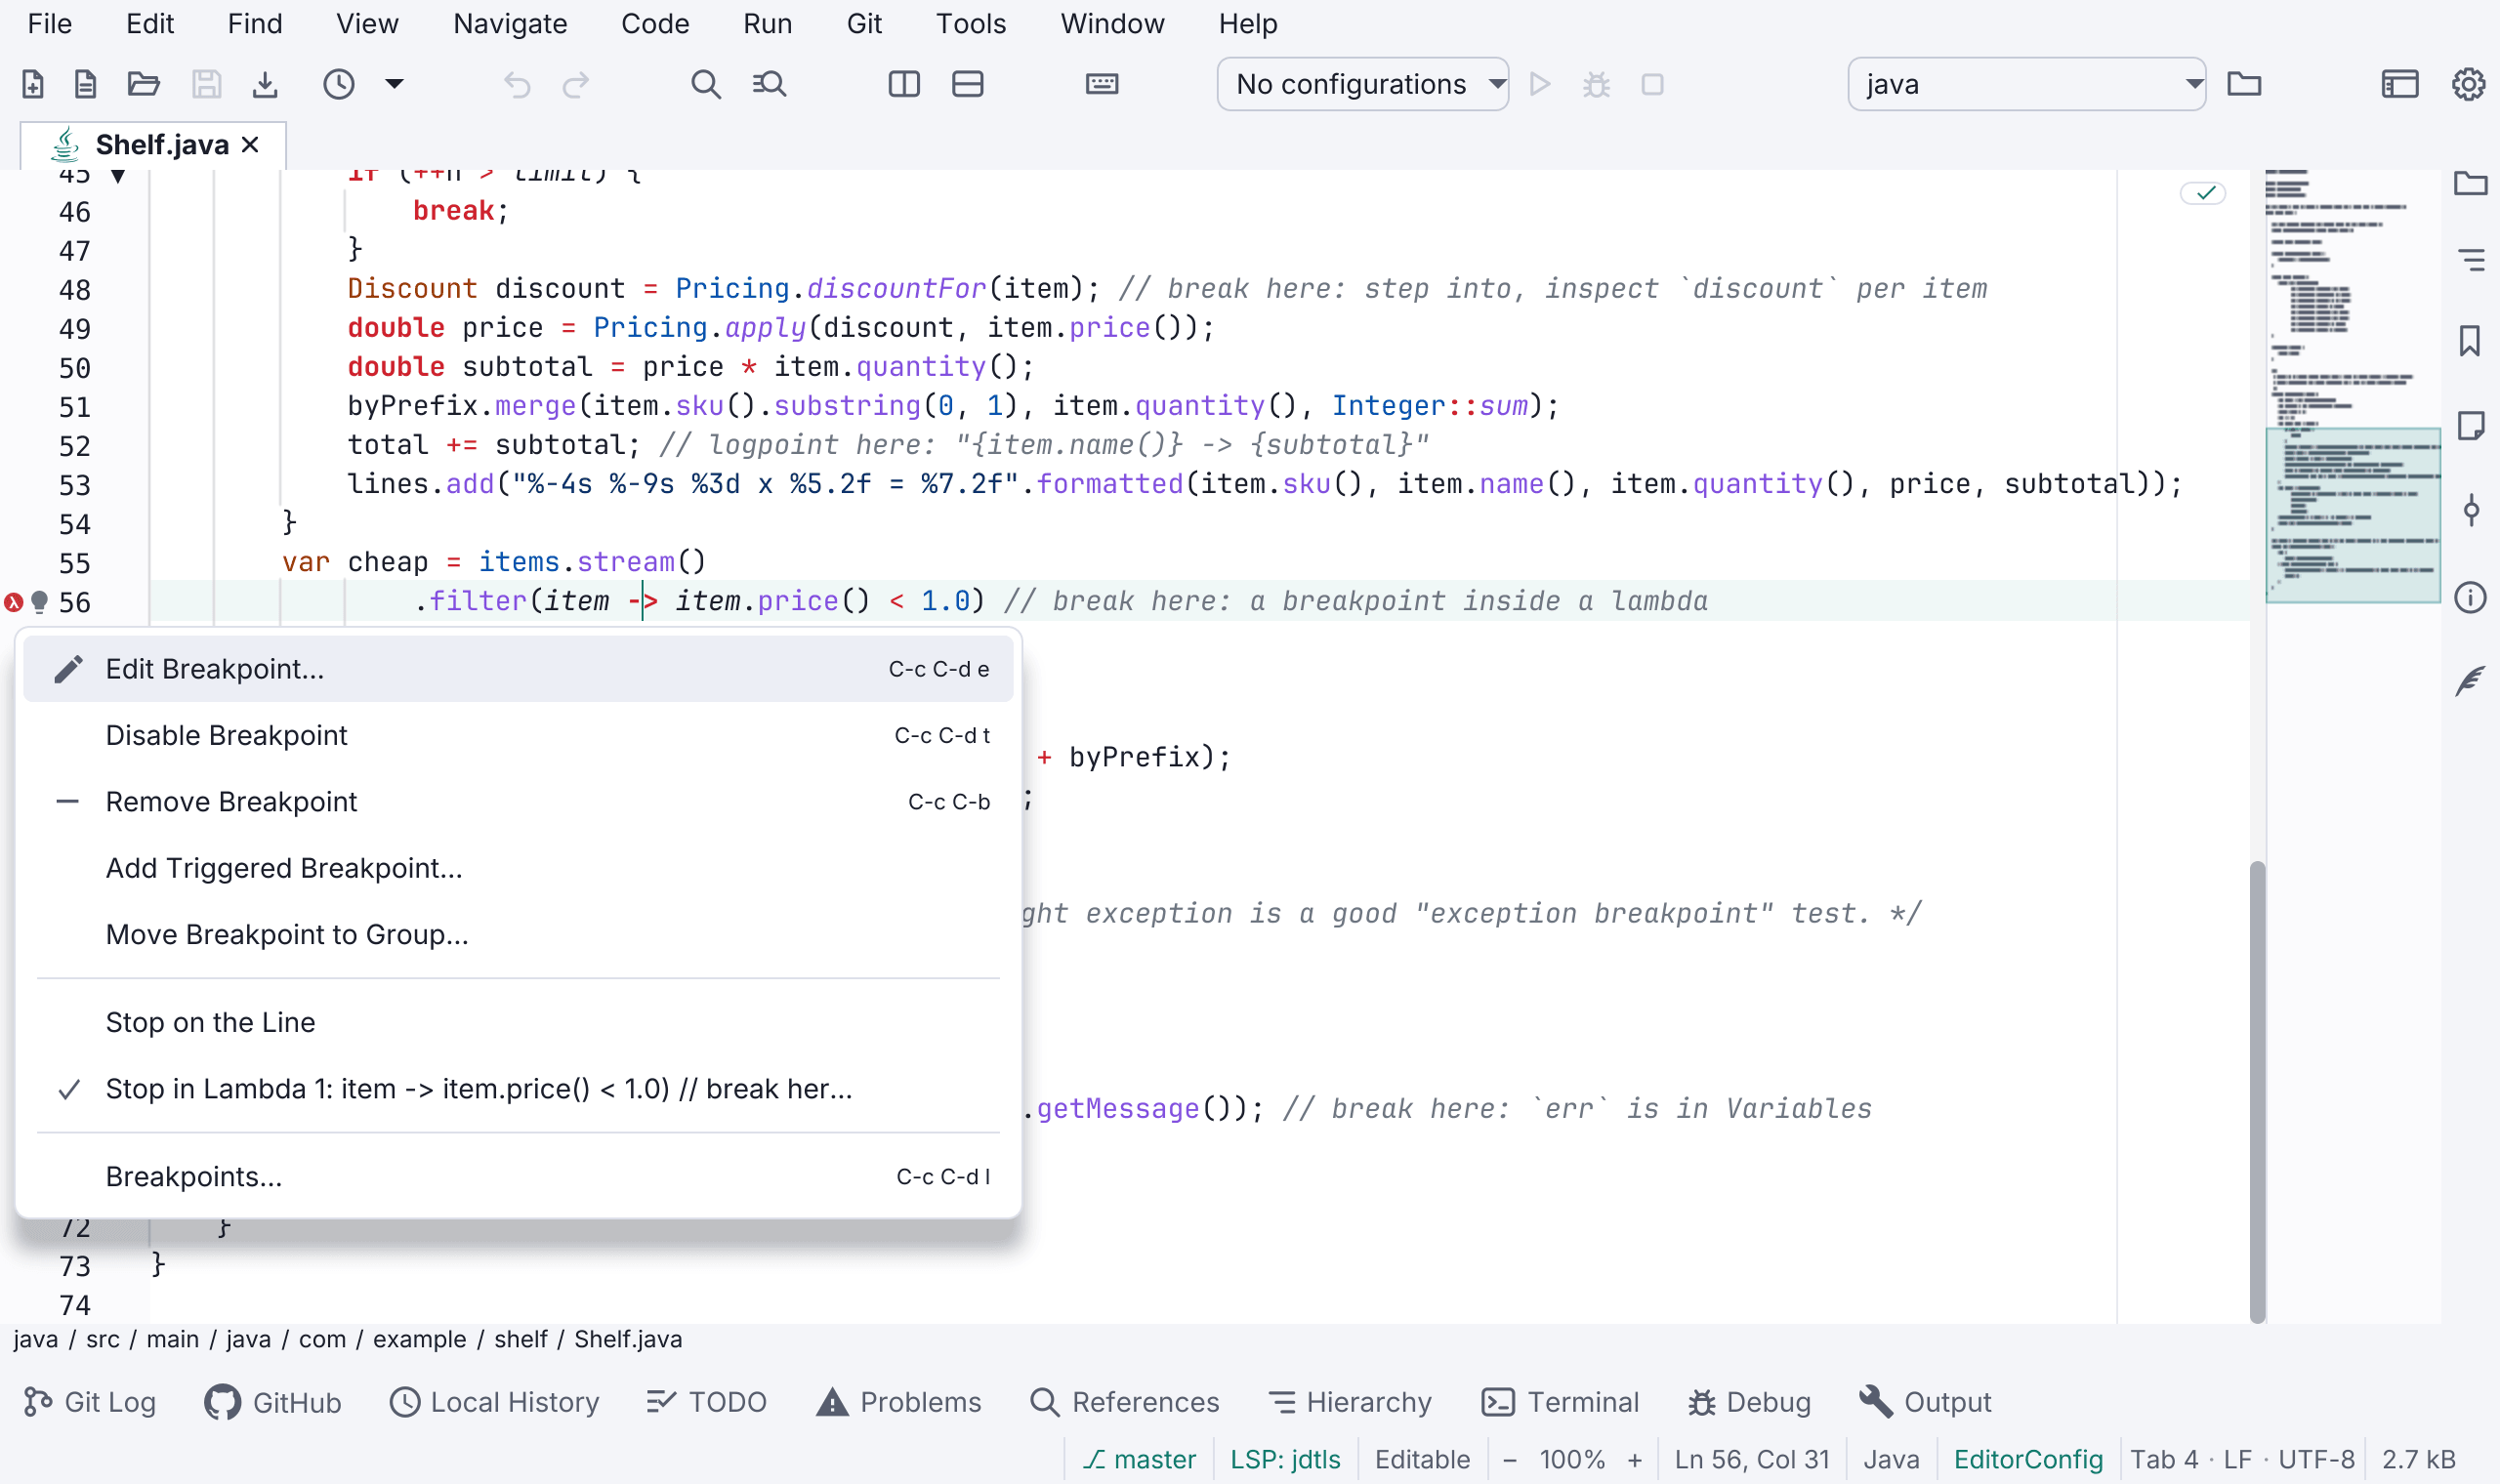 File Edit Find View Navigate Code Run Git Tools Window Help
No configurations java
Shelf.java
45 if (++n > limit) {
46 break;
47 }
48 Discount discount = Pricing.discountFor(item); // break here: step into, inspect `discount` per item
49 double price = Pricing.apply(discount, item.price());
50 double subtotal = price * item.quantity();
51 byPrefix.merge(item.sku().substring(0, 1), item.quantity(), Integer::sum);
52 total += subtotal; // logpoint here: "{item.name()} -> {subtotal}"
53 lines.add("%-4s %-9s %3d x %5.2f = %7.2f".formatted(item.sku(), item.name(), item.quantity(), price, subtotal));
54 }
55 var cheap = items.stream()
56 .filter(item -> item.price() < 1.0) // break here: a breakpoint inside a lambda
Edit Breakpoint... C-c C-d e
Disable Breakpoint C-c C-d t
+ byPrefix);
Remove Breakpoint C-c C-b
;
Add Triggered Breakpoint...
ght exception is a good "exception breakpoint" test. */
Move Breakpoint to Group...
Stop on the Line
Stop in Lambda 1: item -> item.price() < 1.0) // break her...
.getMessage()); // break here: `err` is in Variables
Breakpoints... C-c C-d l
72 }
73 }
74
java / src / main / java / com / example / shelf / Shelf.java
Git Log GitHub Local History TODO Problems References Hierarchy Terminal Debug Output
master LSP: jdtls Editable − 100% + Ln 56, Col 31 Java EditorConfig Tab 4 · LF · UTF-8 2.7 kB